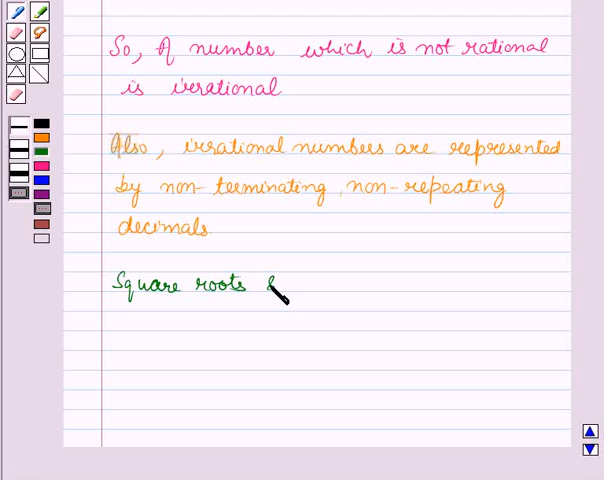 So, A number which is not rational
is irrational
Also, irrational numbers are represented
by non-terminating, non-repeating
decimals
Square roots